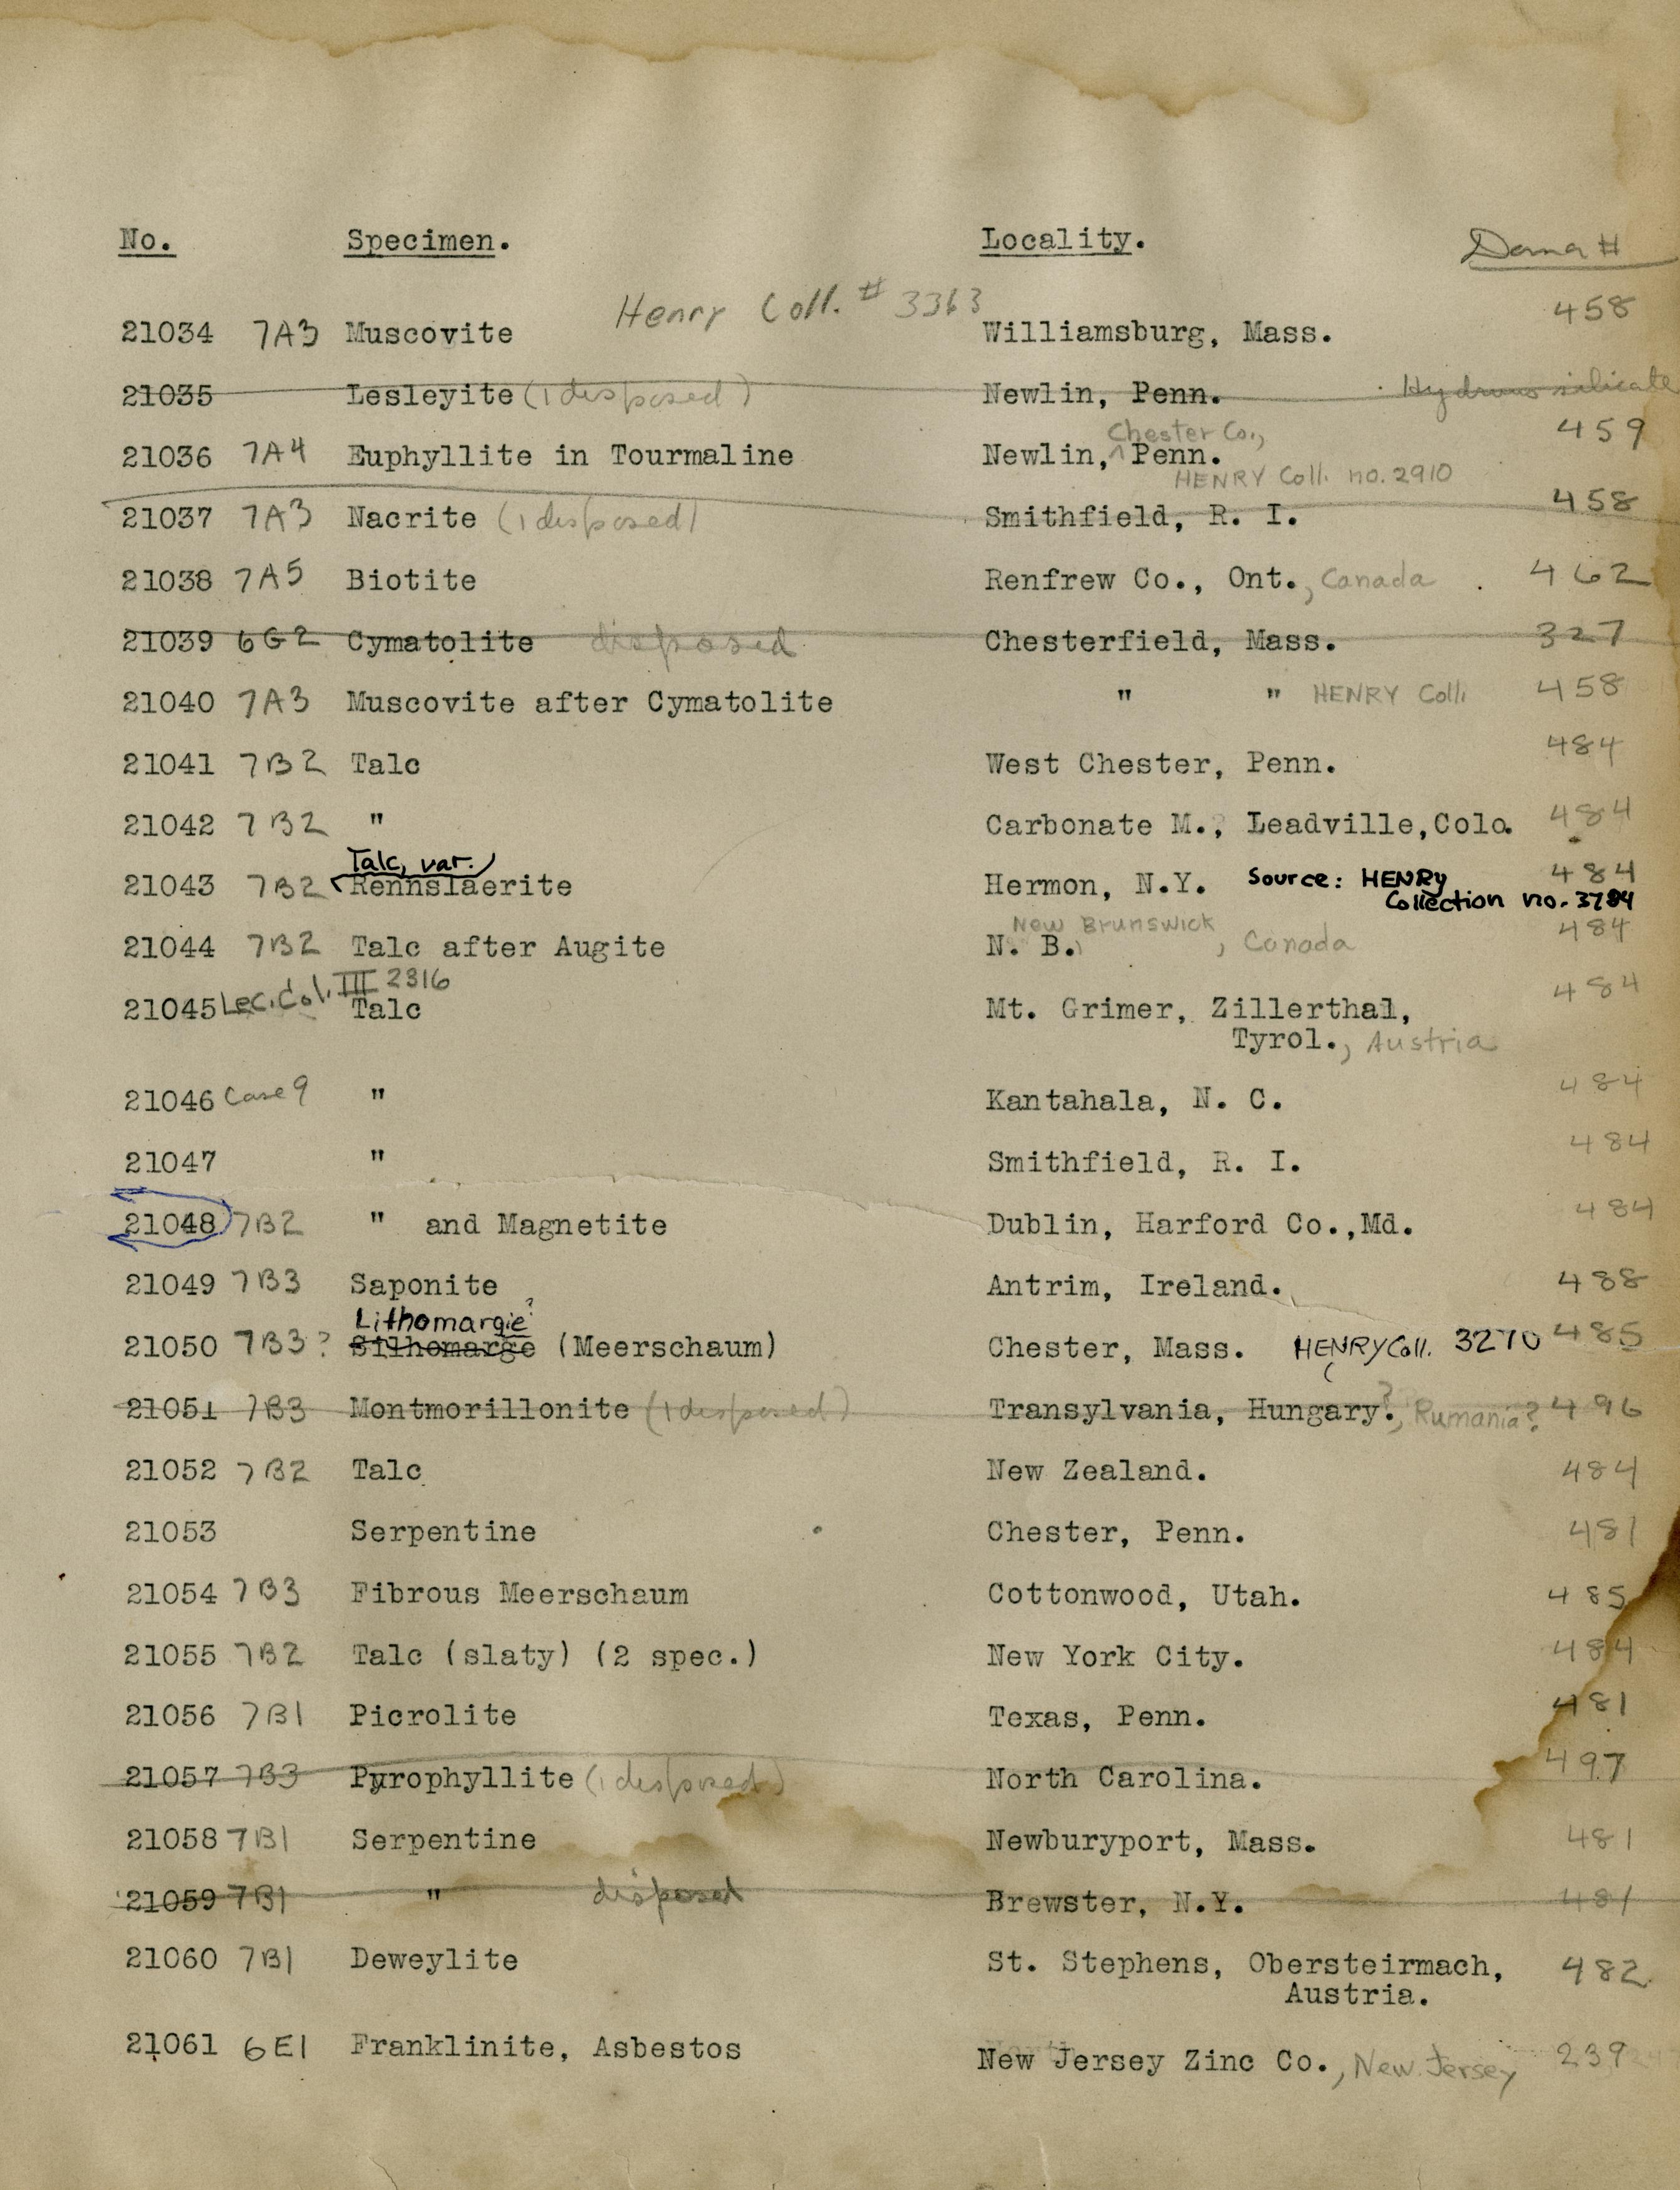 No. Specimen. Locality. Dana #
Henry Coll. # 3363
21034 7A3 Muscovite Williamsburg, Mass. 458
21035 Lesleyite (1 disposed) Newlin, Penn. Hydrous silicate
Chester Co.,
21036 7A4 Euphyllite in Tourmaline Newlin, ^ Penn. 459
HENRY Coll. no. 2910
21037 7A3 Nacrite (1 disposed) Smithfield, R. I. 458
21038 7A5 Biotite Renfrew Co., Ont., Canada 462
21039 6G2 Cymatolite disposed Chesterfield, Mass. 327
21040 7A3 Muscovite after Cymatolite " " HENRY Coll. 458
21041 7B2 Talc West Chester, Penn. 484
21042 7B2 " Carbonate M., Leadville,Colo. 484
Talc, var.
21043 7B2 Rennslaerite Hermon, N.Y. Source: HENRY 484
Collection no. 3784
New Brunswick
21044 7B2 Talc after Augite N. B. , Canada 484
Lec. Col. III 2316
21045 Talc Mt. Grimer, Zillerthal, 484
Tyrol., Austria
21046 Case 9 " Kantahala, N. C. 484
21047 " Smithfield, R. I. 484
21048 7B2 " and Magnetite Dublin, Harford Co.,Md. 484
21049 7B3 Saponite Antrim, Ireland. 488
Lithomargie ?
21050 7B3? Silhomarge (Meerschaum) Chester, Mass. HENRY Coll. 3270 485
21051 7B3 Montmorillonite (1 disposed) Transylvania, Hungary.?, Rumania? 496
21052 7B2 Talc New Zealand. 484
21053 Serpentine Chester, Penn. 481
21054 7B3 Fibrous Meerschaum Cottonwood, Utah. 485
21055 7B2 Talc (slaty) (2 spec.) New York City. 484
21056 7B1 Picrolite Texas, Penn. 481
21057 7B3 Pyrophyllite (1 disposed) North Carolina. 497
21058 7B1 Serpentine Newburyport, Mass. 481
21059 7B1 " disposed Brewster, N.Y. 481
21060 7B1 Deweylite St. Stephens, Obersteirmach, 482
Austria.
21061 6E1 Franklinite, Asbestos New Jersey Zinc Co., New Jersey 239